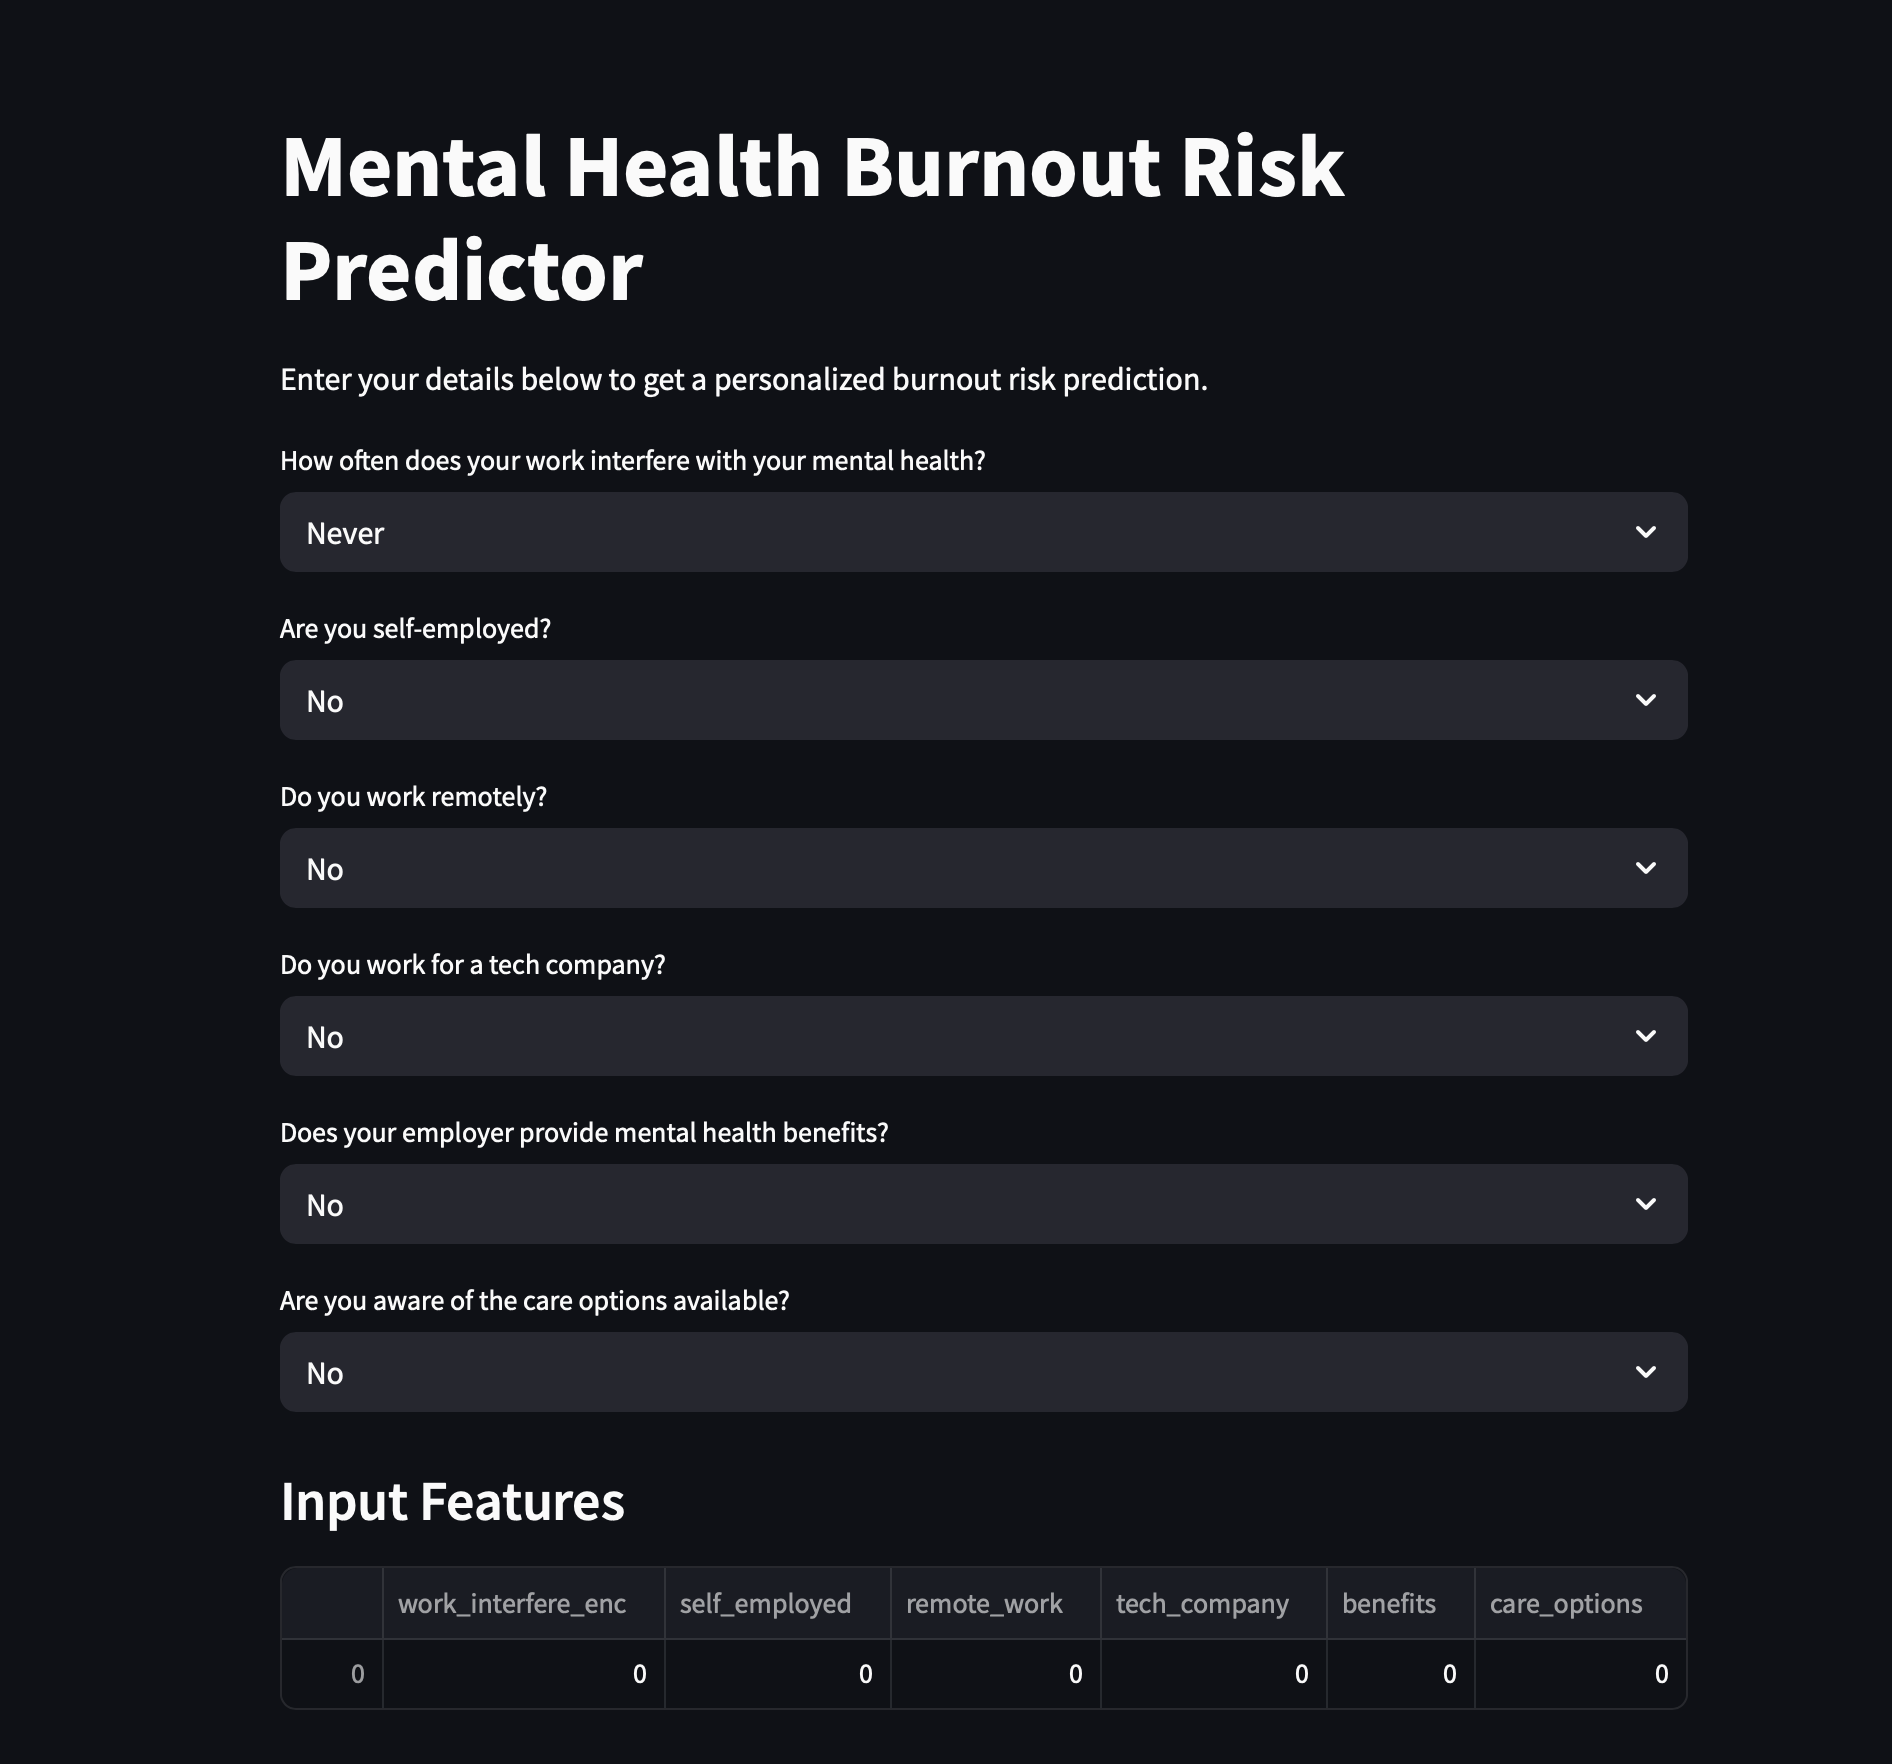 Mental Health Burnout Risk
Predictor
Enter your details below to get a personalized burnout risk prediction.
How often does your work interfere with your mental health?
Never
Are you self-employed?
No
Do you work remotely?
No
Do you work for a tech company?
No
Does your employer provide mental health benefits?
No
Are you aware of the care options available?
No
Input Features
work_interfere_enc self_employed remote_work tech_company benefits care_options
0 0 0 0 0 0 0